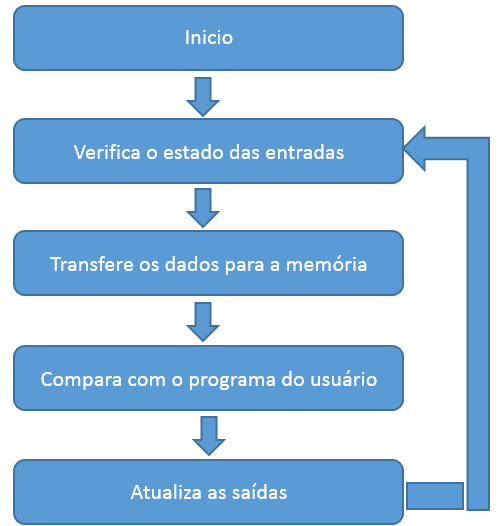 Inicio
Verifica o estado das entradas
Transfere os dados para a memória
Compara com o programa do usuário
Atualiza as saídas